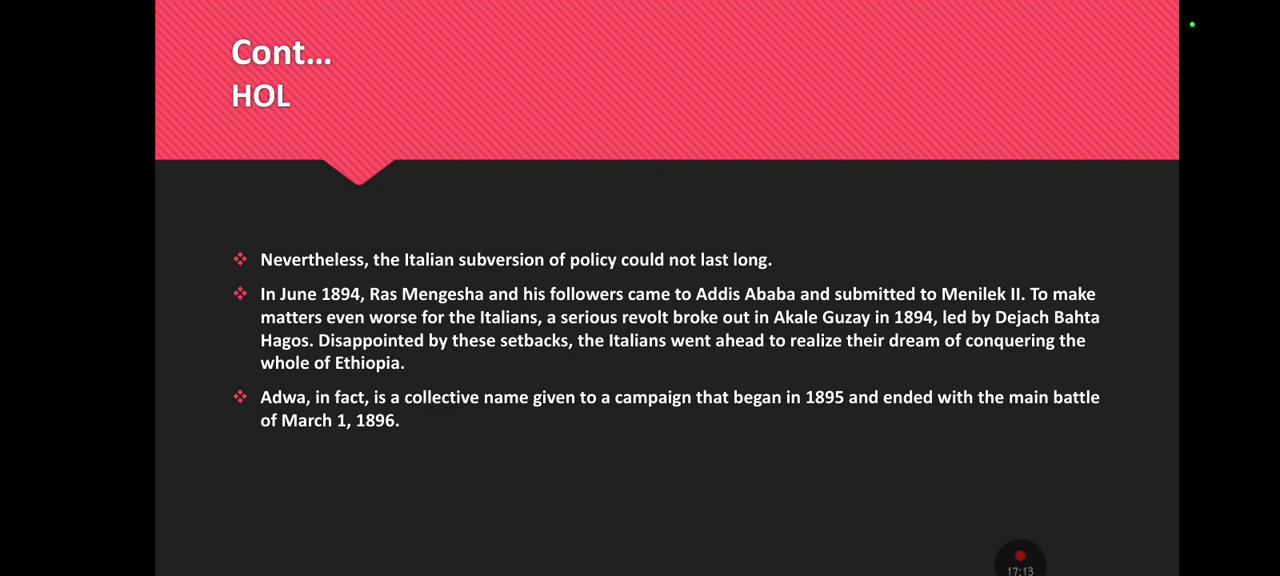 Cont...
HOL
Nevertheless, the Italian subversion of policy could not last long.
In June 1894, Ras Mengesha and his followers came to Addis Ababa and submitted to Menilek II. To make
matters even worse for the Italians, a serious revolt broke out in Akale Guzay in 1894, led by Dejach Bahta
Hagos. Disappointed by these setbacks, the Italians went ahead to realize their dream of conquering the
whole of Ethiopia.
Adwa, in fact, is a collective name given to a campaign that began in 1895 and ended with the main battle
of March 1, 1896.
17:13